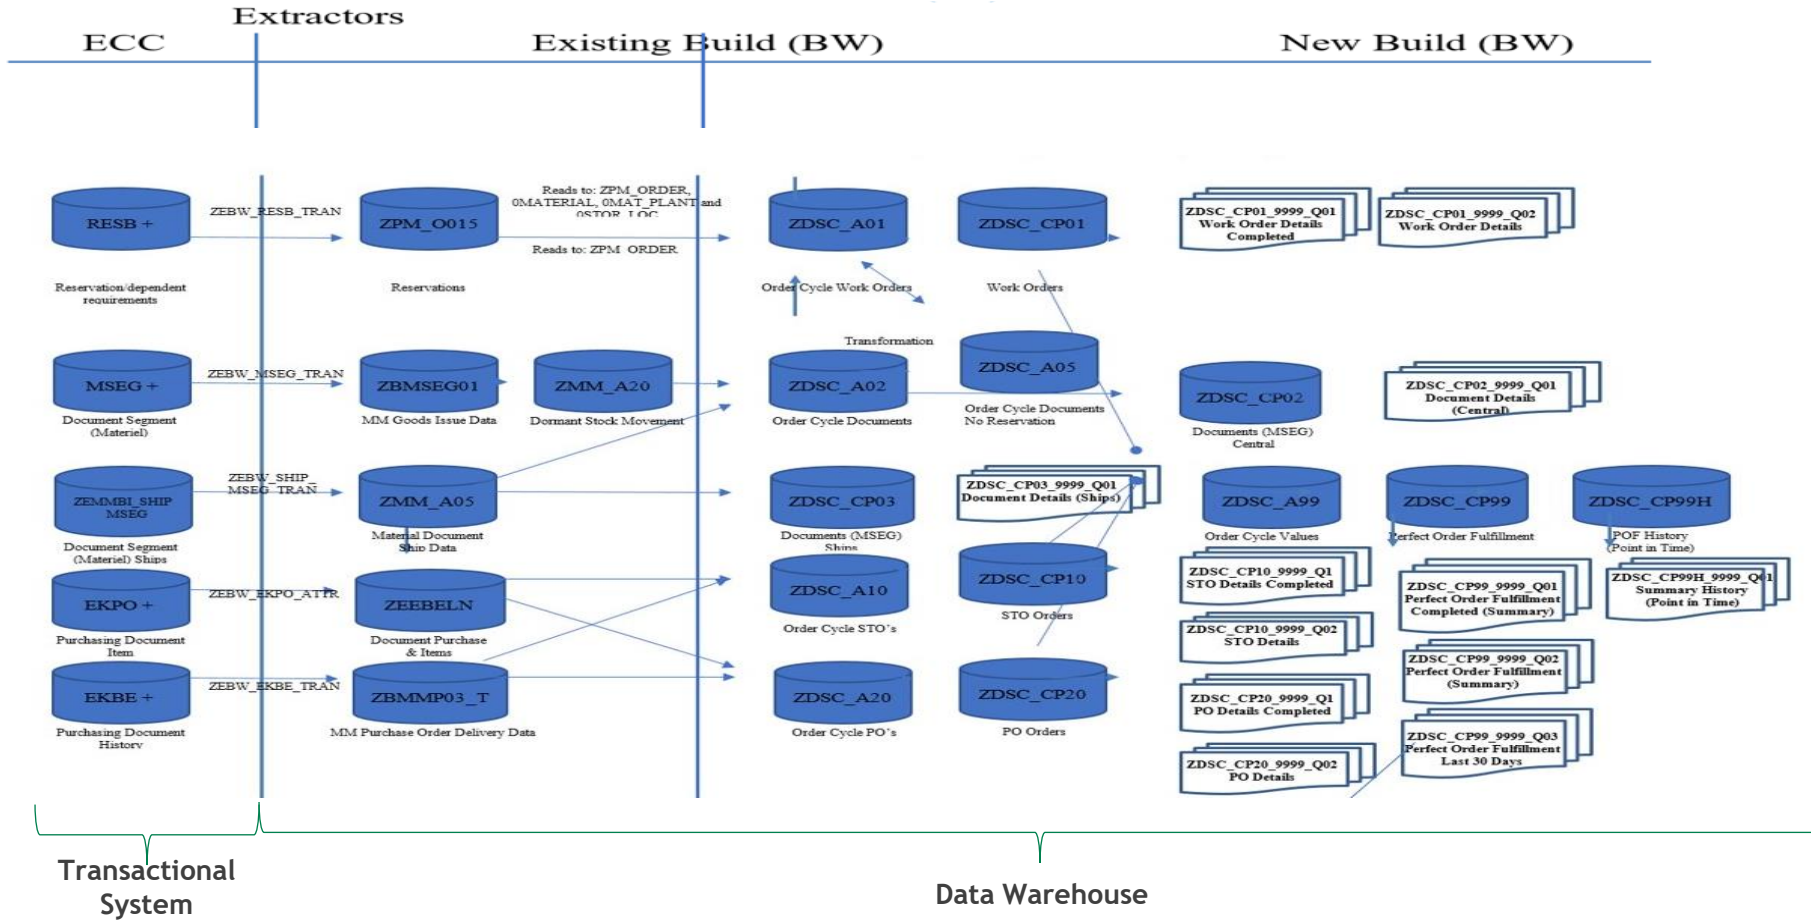 Extractors
ECC
Existing Build (BW)
New Build (BW)
RESB +
ZEBW_RESB_TRAN
ZPM_O015
Reads to: ZPM_ORDER,
0MATERIAL, 0MAT_PLANT and
0STOR_LOC
Reads to: ZPM_ORDER
ZDSC_A01
ZDSC_CP01
ZDSC_CP01_9999_Q01
Work Order Details
Completed
ZDSC_CP01_9999_Q02
Work Order Details
Reservation/dependent
requirements
Reservations
Order Cycle Work Orders
Work Orders
Transformation
MSEG +
ZEBW_MSEG_TRAN
ZBMSEG01
ZMM_A20
ZDSC_A02
ZDSC_A05
ZDSC_CP02
ZDSC_CP02_9999_Q01
Document Details
(Central)
Document Segment
(Materiel)
MM Goods Issue Data
Dormant Stock Movement
Order Cycle Documents
Order Cycle Documents
No Reservation
Documents (MSEG)
Central
ZEMMBI_SHIP
MSEG
ZEBW_SHIP_
MSEG_TRAN
ZMM_A05
ZDSC_CP03
ZDSC_CP03_9999_Q01
Document Details (Ships)
ZDSC_A99
ZDSC_CP99
ZDSC_CP99H
Document Segment
(Materiel) Ships
Material Document
Ship Data
Documents (MSEG)
Ships
Order Cycle Values
Perfect Order Fulfillment
POF History
(Point in Time)
EKPO +
ZEBW_EKPO_ATTR
ZEEBELN
ZDSC_A10
ZDSC_CP10
ZDSC_CP10_9999_Q1
STO Details Completed
ZDSC_CP99_9999_Q01
Perfect Order Fulfillment
Completed (Summary)
ZDSC_CP99H_9999_Q01
Summary History
(Point in Time)
Purchasing Document
Item
Document Purchase
& Items
Order Cycle STO's
STO Orders
ZDSC_CP10_9999_Q02
STO Details
ZDSC_CP99_9999_Q02
Perfect Order Fulfillment
(Summary)
EKBE +
ZEBW_EKBE_TRAN
ZBMMP03_T
ZDSC_A20
ZDSC_CP20
ZDSC_CP20_9999_Q1
PO Details Completed
Purchasing Document
History
MM Purchase Order Delivery Data
Order Cycle PO's
PO Orders
ZDSC_CP20_9999_Q02
PO Details
ZDSC_CP99_9999_Q03
Perfect Order Fulfillment
Last 30 Days
Transactional
System
Data Warehouse